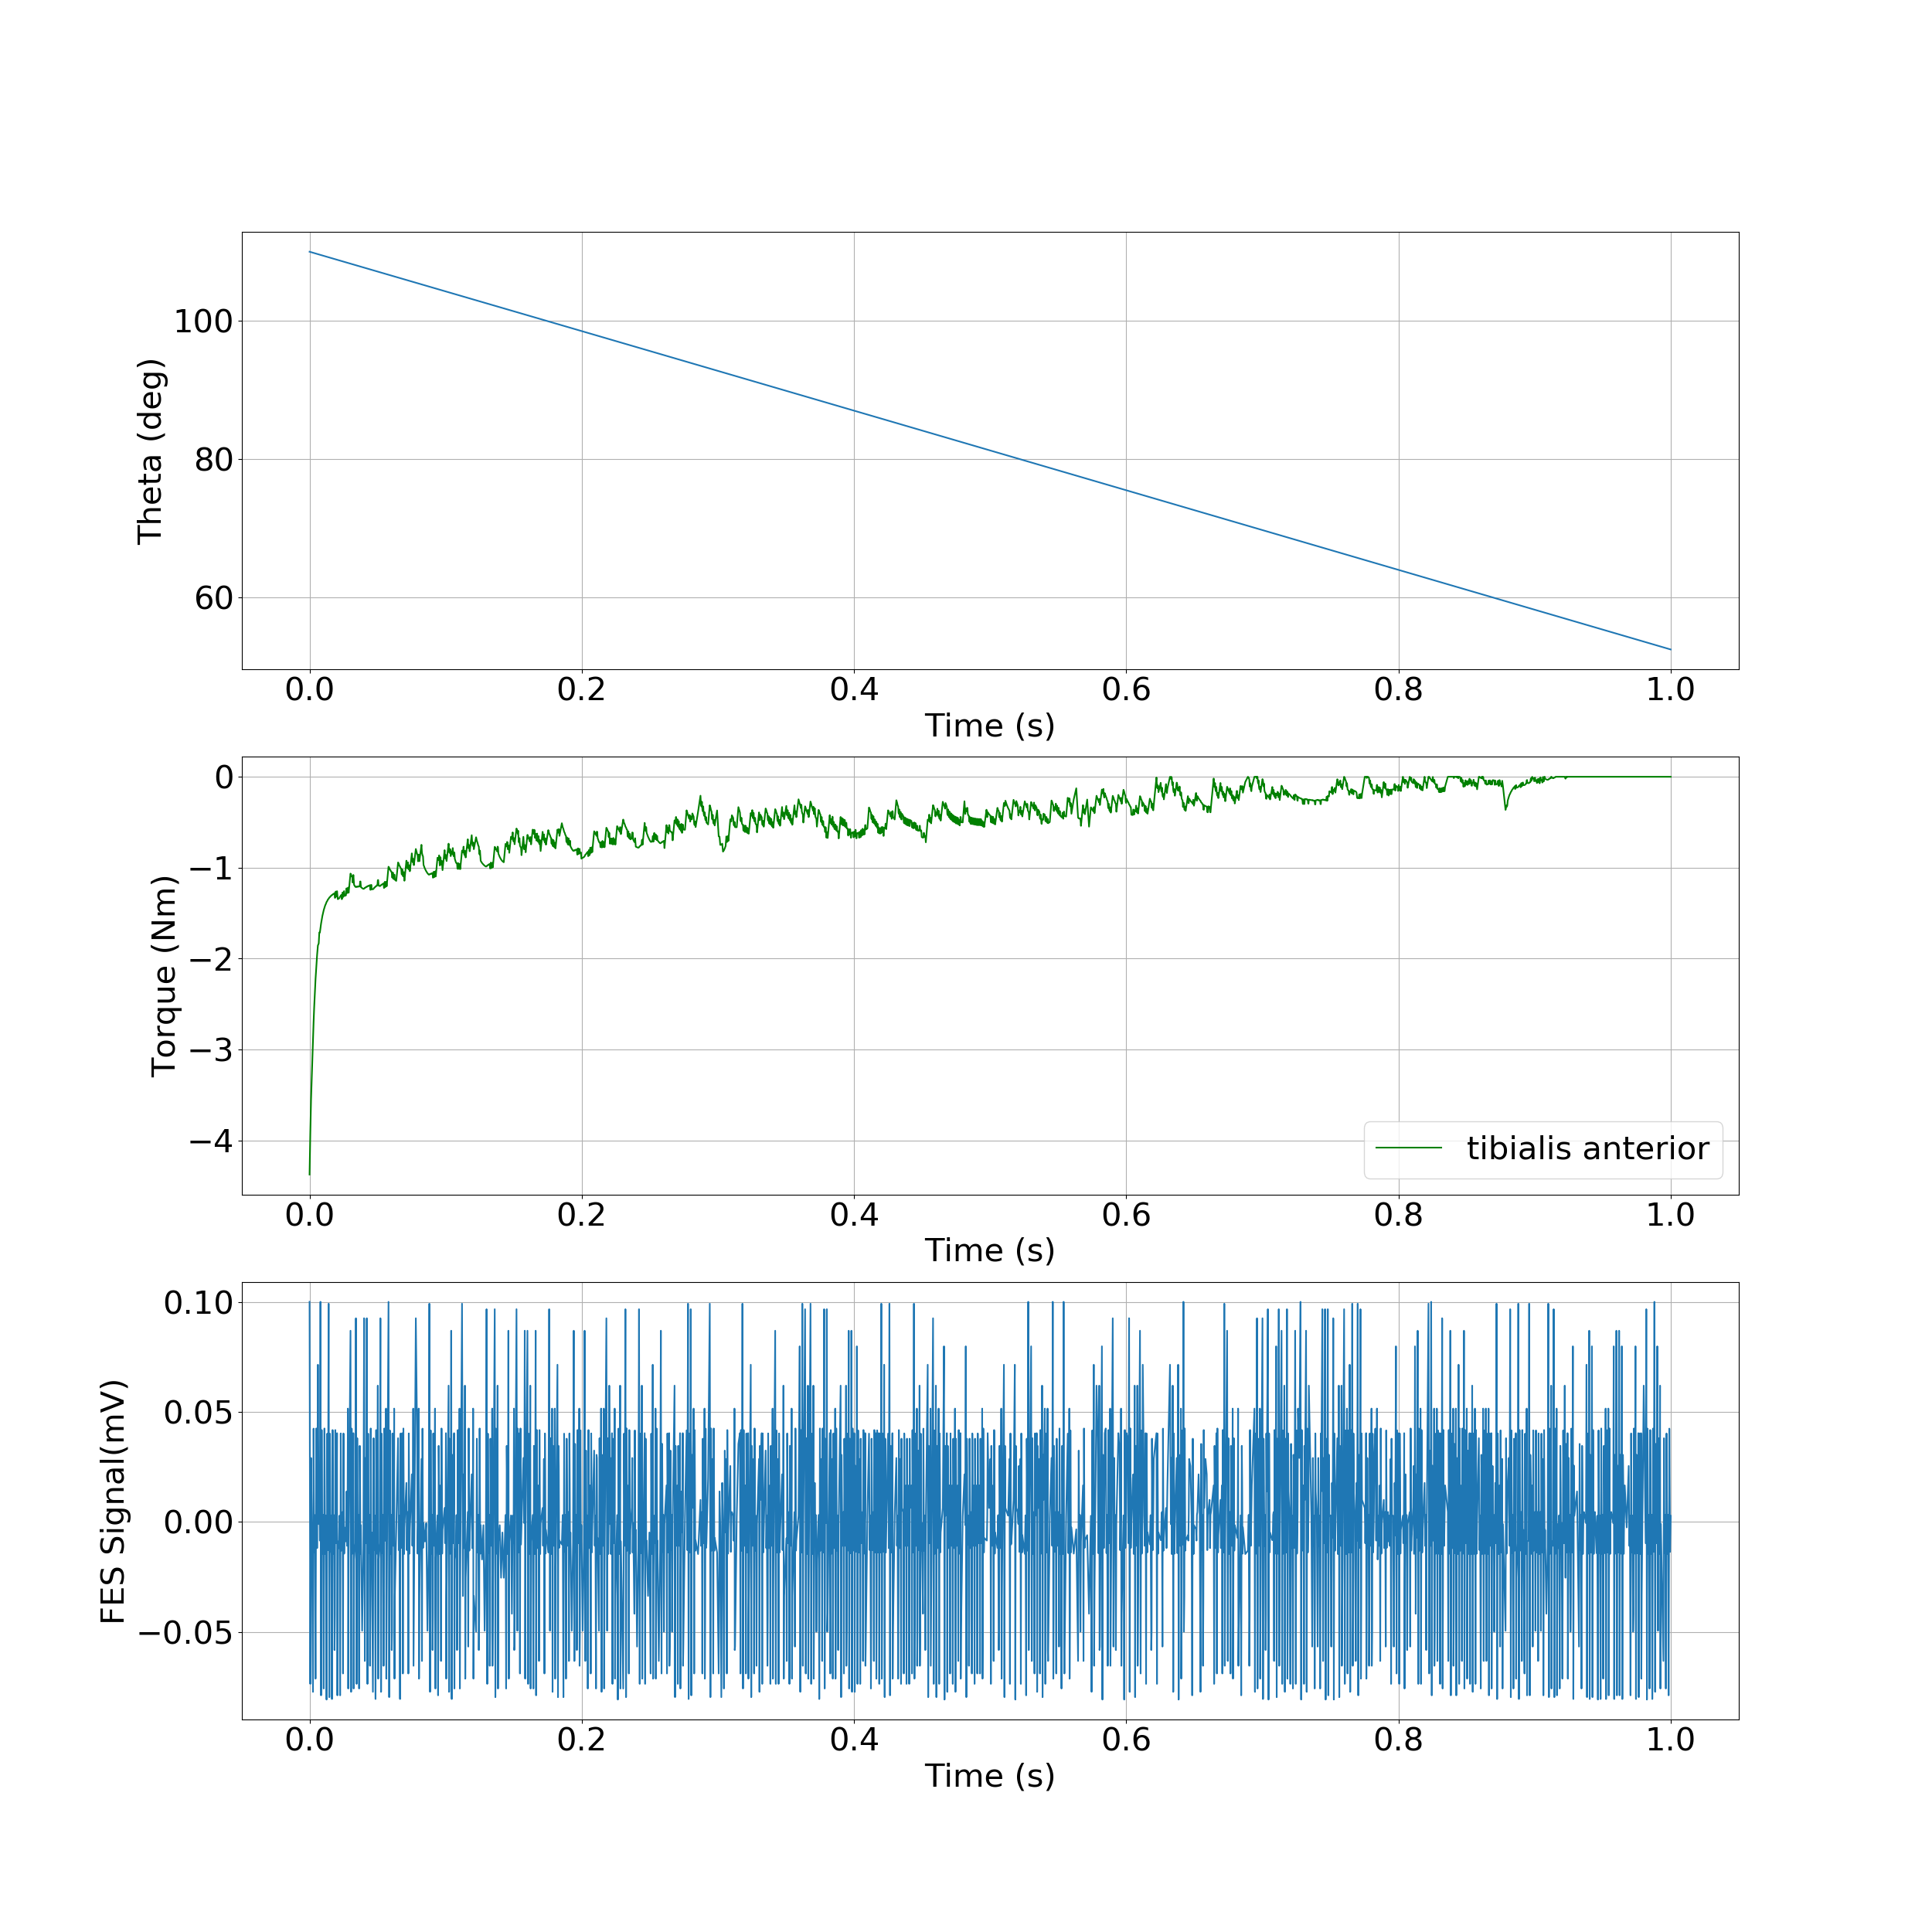 100
80
60
Theta (deg)
0.0 0.2 0.4 0.6 0.8 1.0
Time (s)
0
−1
−2
−3
−4
Torque (Nm)
tibialis anterior
0.0 0.2 0.4 0.6 0.8 1.0
Time (s)
0.10
0.05
0.00
−0.05
FES Signal(mV)
0.0 0.2 0.4 0.6 0.8 1.0
Time (s)